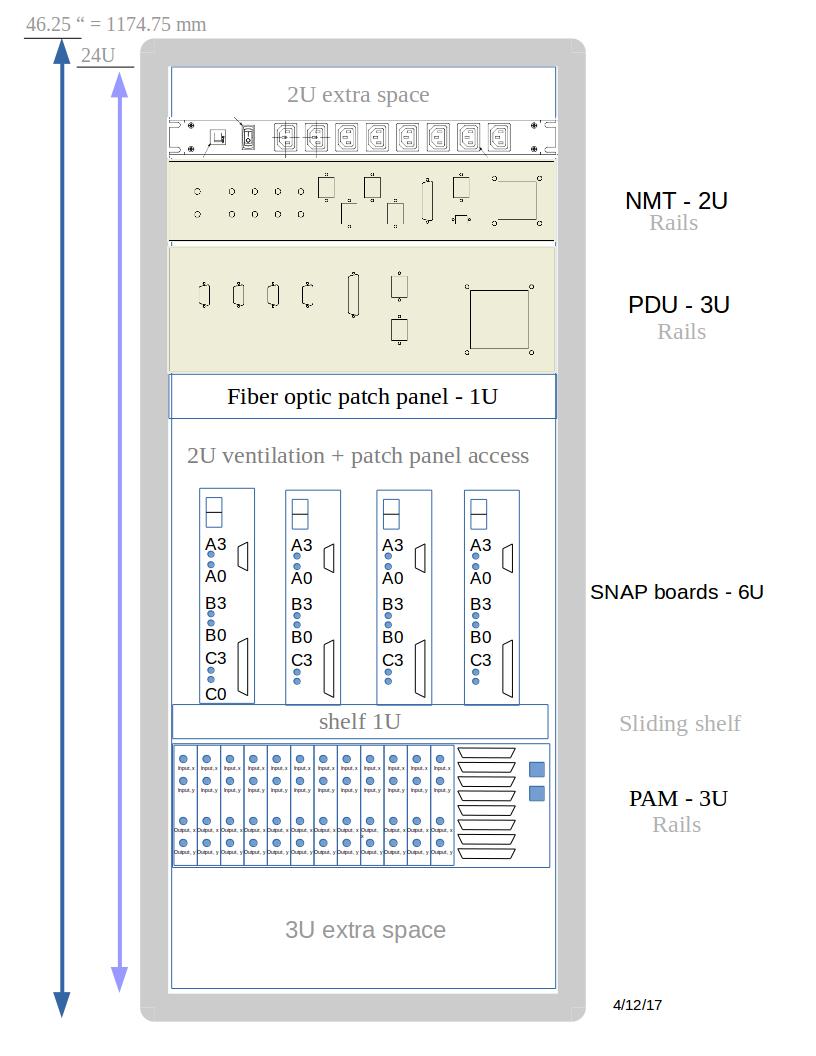 46.25 “ = 1174.75 mm
24U
2U extra space
NMT - 2U
Rails
PDU - 3U
Rails
Fiber optic patch panel - 1U
2U ventilation + patch panel access
A3 A3 A3 A3
A0 A0 A0 A0
B3 B3 B3 B3
B0 B0 B0 B0
C3 C3 C3 C3
C0
SNAP boards - 6U
shelf 1U
Sliding shelf
Input, x Input, x Input, x Input, x Input, x Input, x Input, x Input, x Input, x Input, x Input, x Input, x
Input, y Input, y Input, y Input, y Input, y Input, y Input, y Input, y Input, y Input, y Input, y Input, y
Output, x Output, x Output, x Output, x Output, x Output, x Output, x Output, x Output, x Output, x Output, x Output, x
Output, y Output, y Output, y Output, y Output, y Output, y Output, y Output, y Output, y Output, y Output, y Output, y
PAM - 3U
Rails
3U extra space
4/12/17